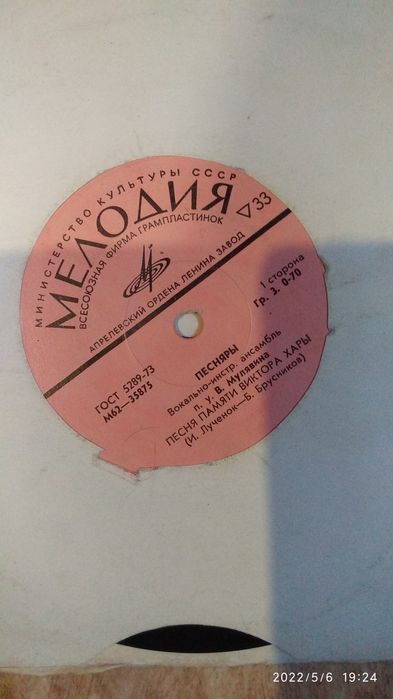 МИНИСТЕРСТВО КУЛЬТУРЫ СССР
МЕЛОДИЯ
ВСЕСОЮЗНАЯ ФИРМА ГРАМПЛАСТИНОК
33
АПРЕЛЕВСКИЙ ОРДЕНА ЛЕНИНА ЗАВОД
ГОСТ 5289-73
М62—35875
1 сторона
Гр. 3. 0-70
ПЕСНЯРЫ
Вокально-инстр. ансамбль
п. у. В. Мулявина
ПЕСНЯ ПАМЯТИ ВИКТОРА ХАРЫ
(И. Лученок—Б. Брусников)
2022/5/6 19:24